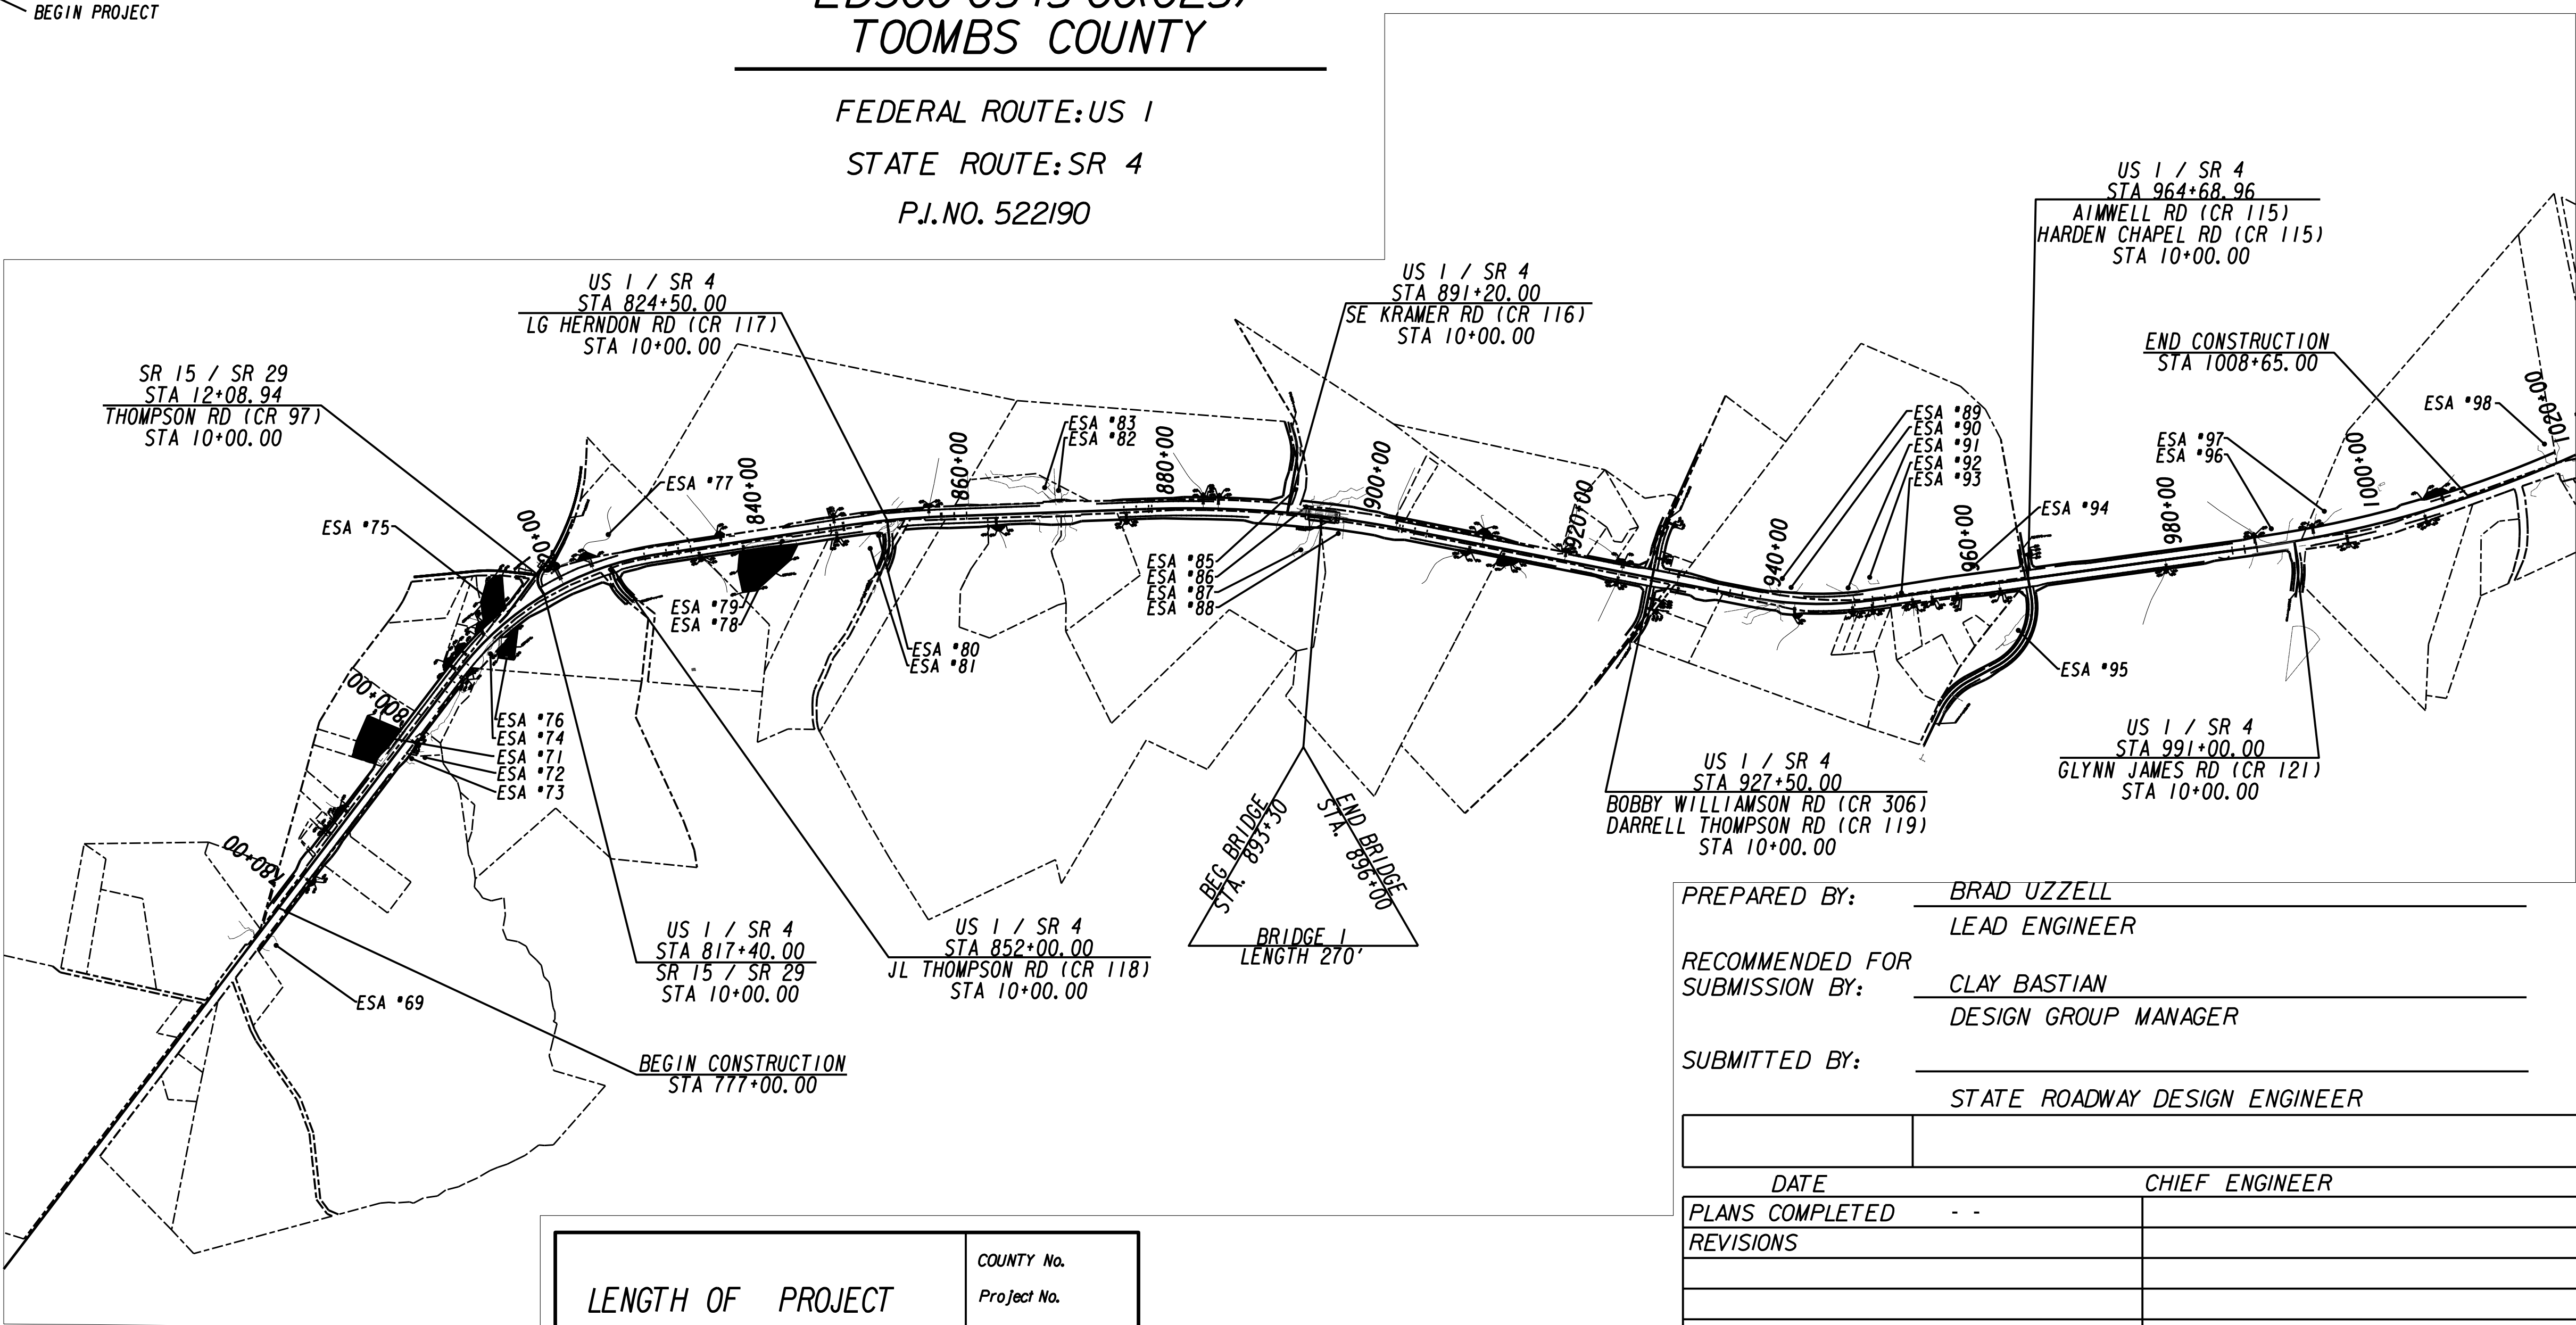 BEGIN PROJECT
TOOMBS COUNTY
FEDERAL ROUTE: US 1
STATE ROUTE: SR 4
P.I. NO. 522190
US 1 / SR 4
STA 964+68.96
AIMWELL RD (CR 115)
HARDEN CHAPEL RD (CR 115)
STA 10+00.00
US 1 / SR 4
STA 824+50.00
LG HERNDON RD (CR 117)
STA 10+00.00
US 1 / SR 4
STA 891+20.00
SE KRAMER RD (CR 116)
STA 10+00.00
END CONSTRUCTION
STA 1008+65.00
SR 15 / SR 29
STA 12+08.94
THOMPSON RD (CR 97)
STA 10+00.00
ESA #75
ESA #77
ESA #83
ESA #82
ESA #89
ESA #90
ESA #91
ESA #92
ESA #93
ESA #94
ESA #97
ESA #96
ESA #98
780+00
800+00
840+00
860+00
880+00
900+00
920+00
940+00
960+00
980+00
1000+00
1020+00
ESA #85
ESA #86
ESA #87
ESA #88
ESA #79
ESA #78
ESA #80
ESA #81
ESA #95
ESA #76
ESA #74
ESA #71
ESA #72
ESA #73
ESA #69
US 1 / SR 4
STA 991+00.00
GLYNN JAMES RD (CR 121)
STA 10+00.00
US 1 / SR 4
STA 927+50.00
BOBBY WILLIAMSON RD (CR 306)
DARRELL THOMPSON RD (CR 119)
STA 10+00.00
BEG BRIDGE
STA. 893+30
END BRIDGE
STA. 896+00
BRIDGE 1
LENGTH 270'
US 1 / SR 4
STA 817+40.00
SR 15 / SR 29
STA 10+00.00
US 1 / SR 4
STA 852+00.00
JL THOMPSON RD (CR 118)
STA 10+00.00
BEGIN CONSTRUCTION
STA 777+00.00
PREPARED BY: BRAD UZZELL
LEAD ENGINEER
RECOMMENDED FOR
SUBMISSION BY: CLAY BASTIAN
DESIGN GROUP MANAGER
SUBMITTED BY:
STATE ROADWAY DESIGN ENGINEER
DATE CHIEF ENGINEER
PLANS COMPLETED - -
REVISIONS
LENGTH OF PROJECT
COUNTY No.
Project No.